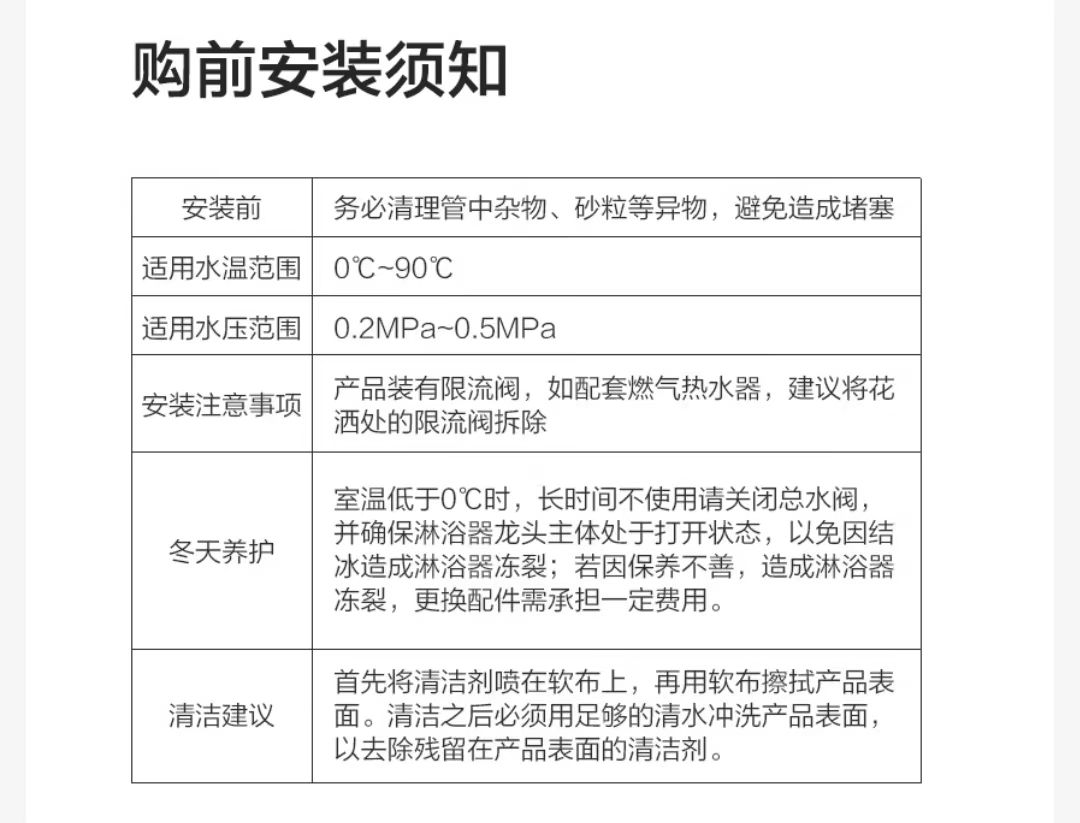 购前安装须知
安装前
务必清理管中杂物、砂粒等异物，避免造成堵塞
适用水温范围
0℃~90℃
适用水压范围
0.2MPa~0.5MPa
安装注意事项
产品装有限流阀，如配套燃气热水器，建议将花
洒处的限流阀拆除
冬天养护
室温低于0℃时，长时间不使用请关闭总水阀，
并确保淋浴器龙头主体处于打开状态，以免因结
冰造成淋浴器冻裂；若因保养不善，造成淋浴器
冻裂，更换配件需承担一定费用。
清洁建议
首先将清洁剂喷在软布上，再用软布擦拭产品表
面。清洁之后必须用足够的清水冲洗产品表面，
以去除残留在产品表面的清洁剂。